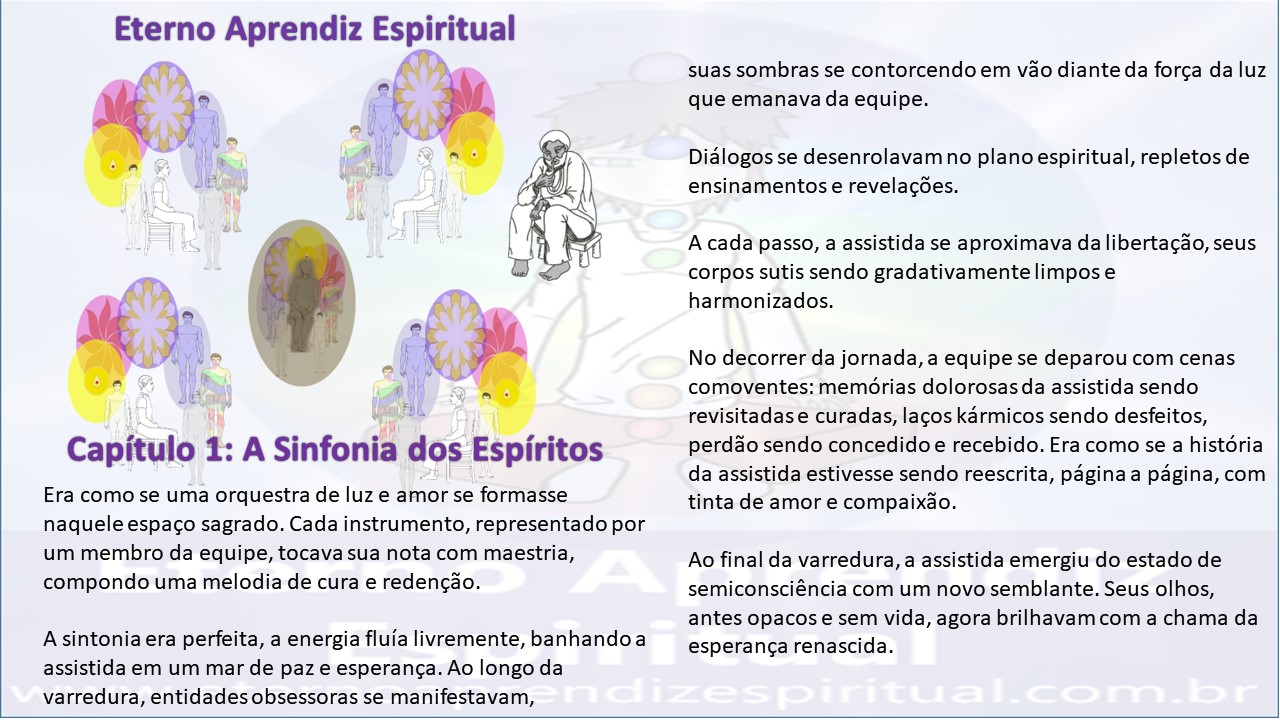 Eterno Aprendiz Espiritual
Capítulo 1: A Sinfonia dos Espíritos
Era como se uma orquestra de luz e amor se formasse
naquele espaço sagrado. Cada instrumento, representado por
um membro da equipe, tocava sua nota com maestria,
compondo uma melodia de cura e redenção.
A sintonia era perfeita, a energia fluía livremente, banhando a
assistida em um mar de paz e esperança. Ao longo da
varredura, entidades obsessoras se manifestavam,
suas sombras se contorcendo em vão diante da força da luz
que emanava da equipe.
Diálogos se desenrolavam no plano espiritual, repletos de
ensinamentos e revelações.
A cada passo, a assistida se aproximava da libertação, seus
corpos sutis sendo gradativamente limpos e
harmonizados.
No decorrer da jornada, a equipe se deparou com cenas
comoventes: memórias dolorosas da assistida sendo
revisitadas e curadas, laços kármicos sendo desfeitos,
perdão sendo concedido e recebido. Era como se a história
da assistida estivesse sendo reescrita, página a página, com
tinta de amor e compaixão.
Ao final da varredura, a assistida emergiu do estado de
semiconsciência com um novo semblante. Seus olhos,
antes opacos e sem vida, agora brilhavam com a chama da
esperança renascida.
Eterno Aprendiz
Espiritual